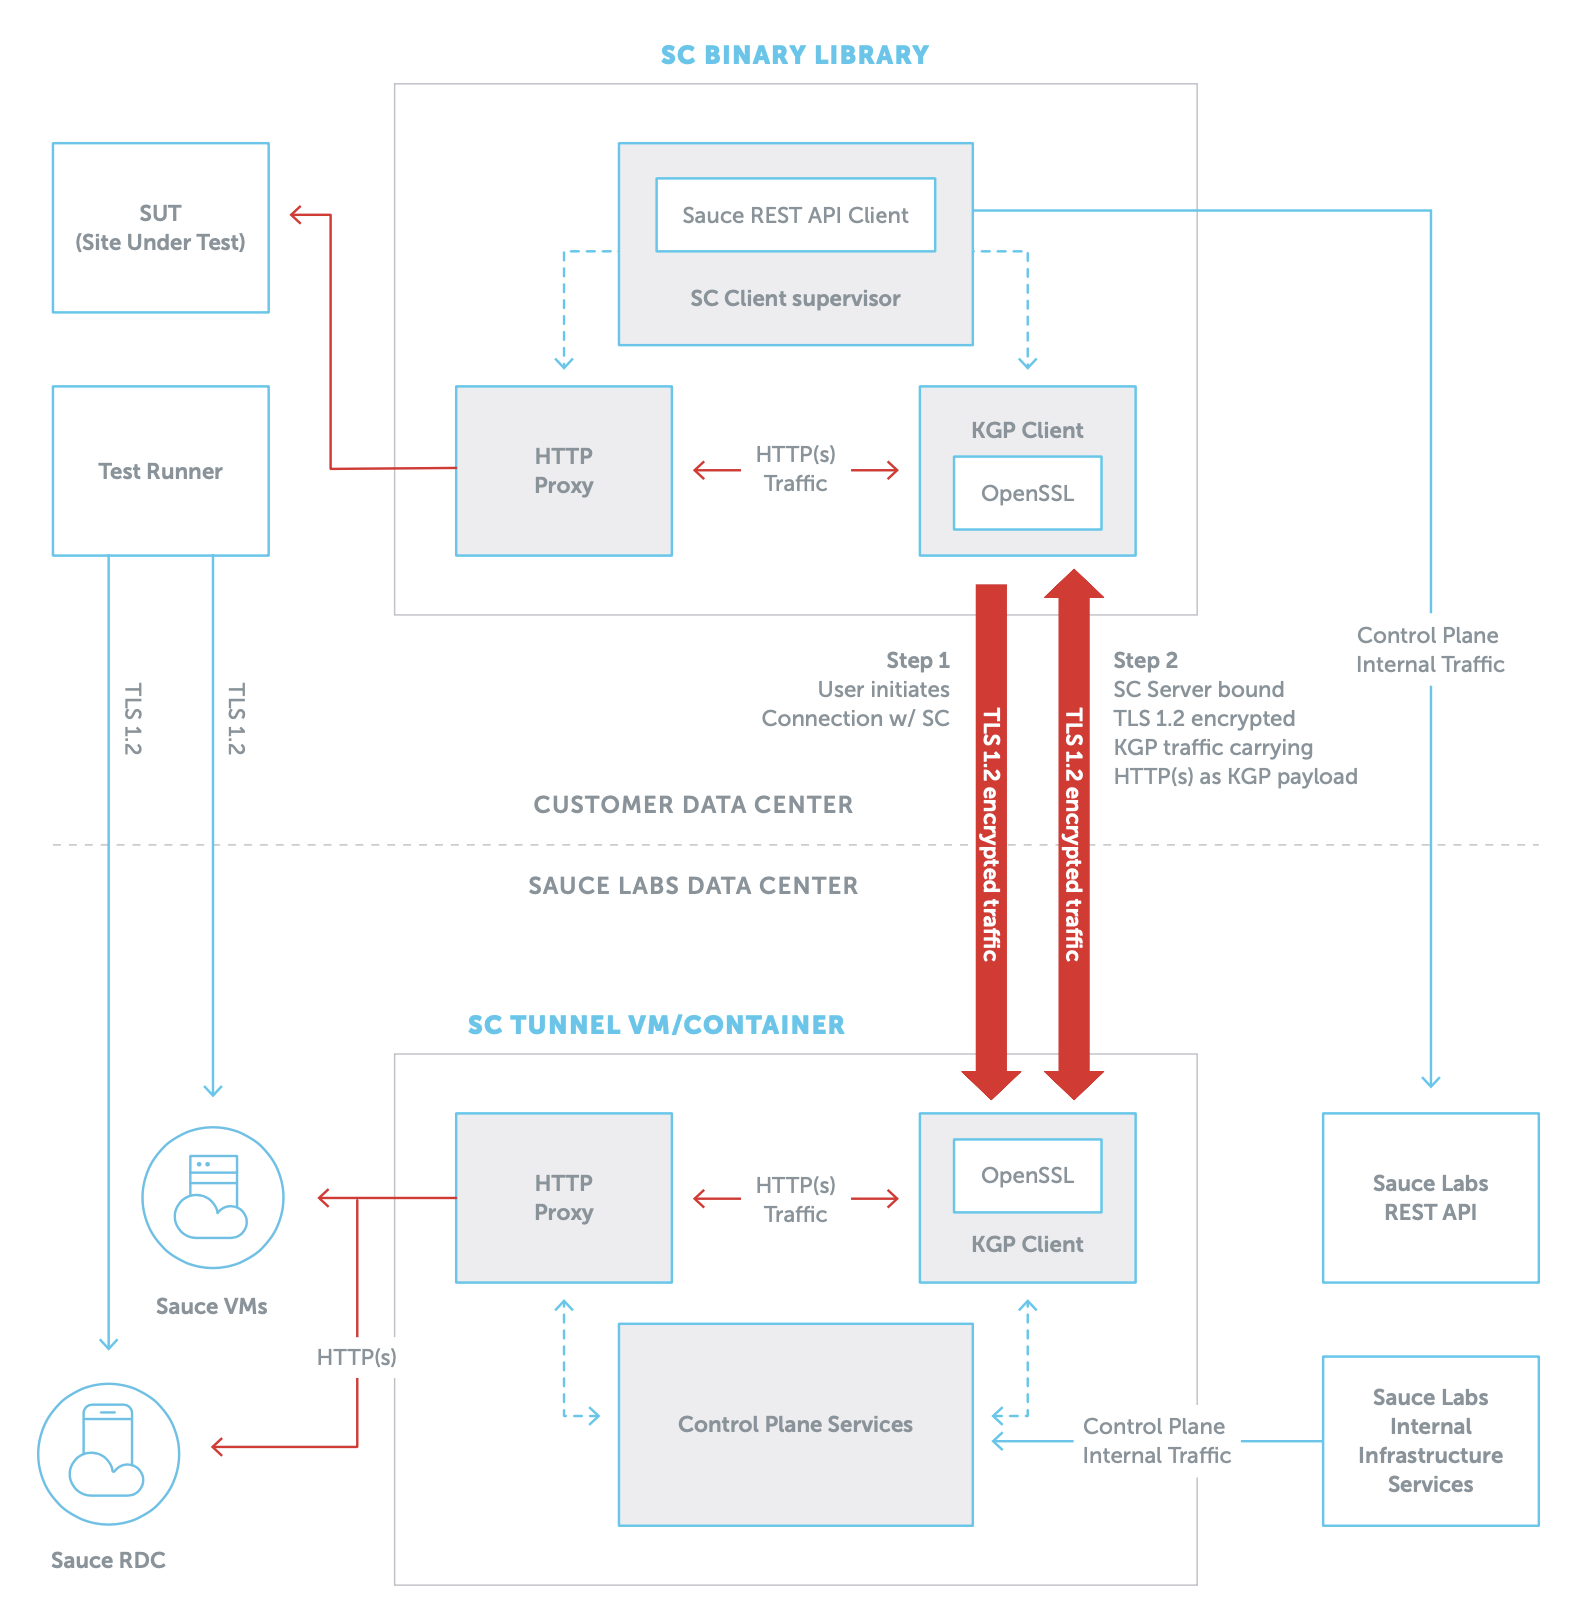 SC BINARY LIBRARY
SUT
(Site Under Test)
Sauce REST API Client
SC Client supervisor
Test Runner
HTTP
Proxy
HTTP(s)
Traffic
KGP Client
OpenSSL
Control Plane
Internal Traffic
Step 1
User initiates
Connection w/ SC
Step 2
SC Server bound
TLS 1.2 encrypted
KGP traffic carrying
HTTP(s) as KGP payload
TLS 1.2
TLS 1.2
TLS 1.2 encrypted traffic
TLS 1.2 encrypted traffic
CUSTOMER DATA CENTER
SAUCE LABS DATA CENTER
SC TUNNEL VM/CONTAINER
HTTP
Proxy
HTTP(s)
Traffic
OpenSSL
KGP Client
Sauce Labs
REST API
Sauce VMs
HTTP(s)
Control Plane Services
Control Plane
Internal Traffic
Sauce Labs
Internal
Infrastructure
Services
Sauce RDC